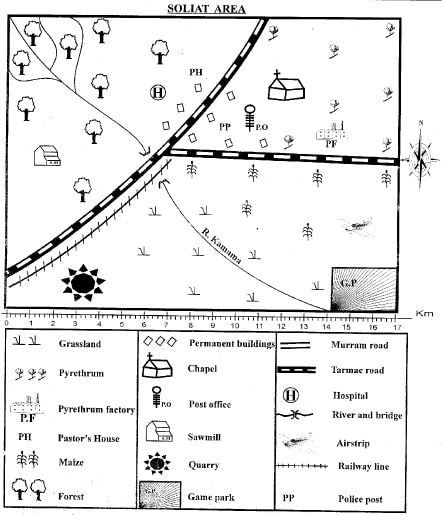 SOLIAT AREA
PH
H
PP
P.O
PF
N
S.M
R. Kamama
G.P
0 1 2 3 4 5 6 7 8 9 10 11 12 13 14 15 16 17 Km
Grassland
Pyrethrum
P.F Pyrethrum factory
PH Pastor's House
Maize
Forest
Permanent buildings
Chapel
P.O Post office
S.M Sawmill
Quarry
G.P Game park
Murram road
Tarmac road
H Hospital
River and bridge
Airstrip
Railway line
PP Police post